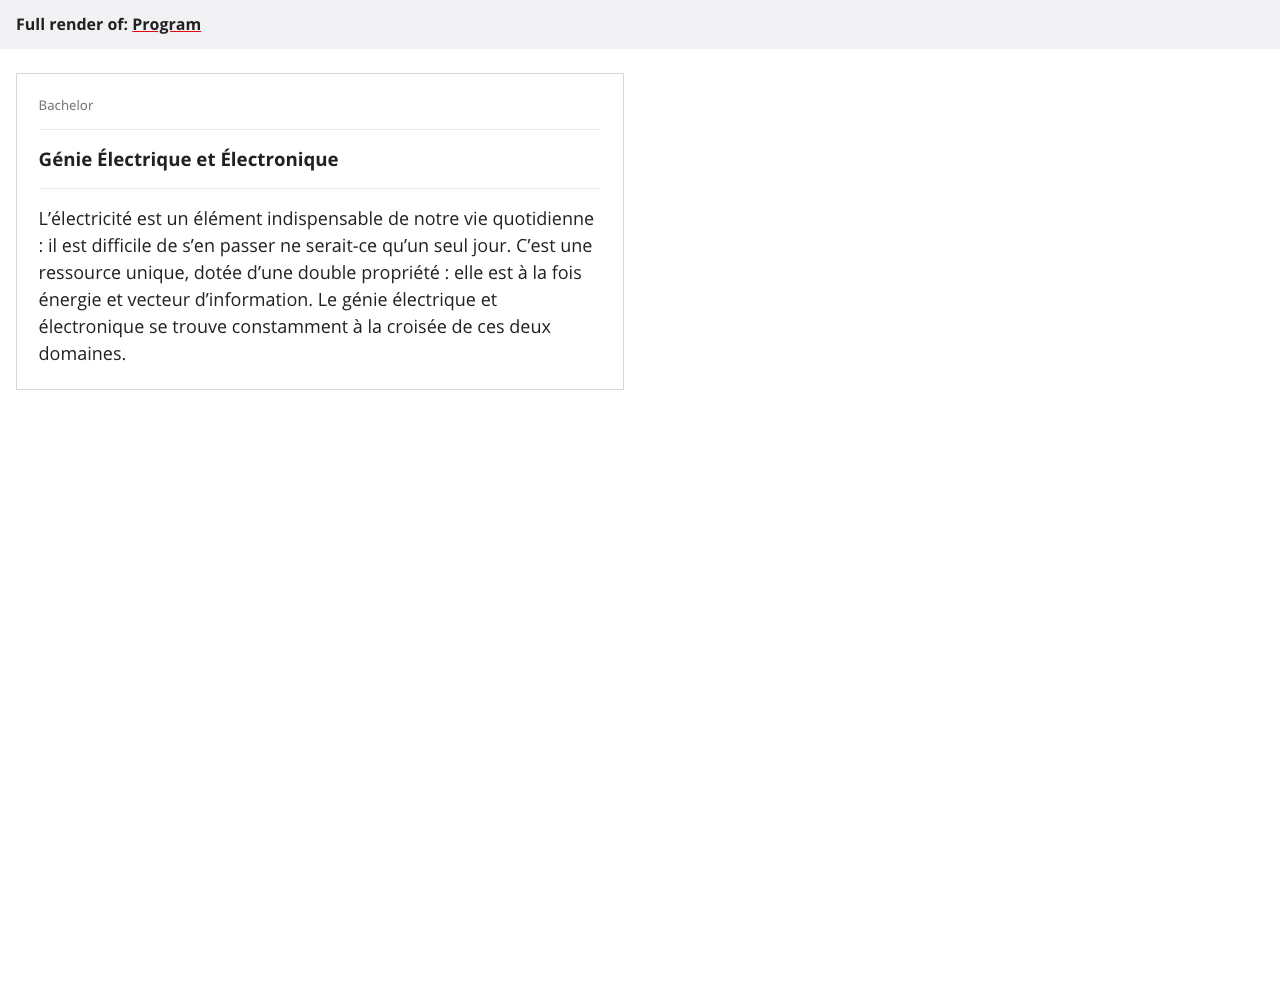 Full render of: Program
Bachelor
Génie Électrique et Électronique
L’électricité est un élément indispensable de notre vie quotidienne
: il est difficile de s’en passer ne serait-ce qu’un seul jour. C’est une
ressource unique, dotée d’une double propriété : elle est à la fois
énergie et vecteur d’information. Le génie électrique et
électronique se trouve constamment à la croisée de ces deux
domaines.